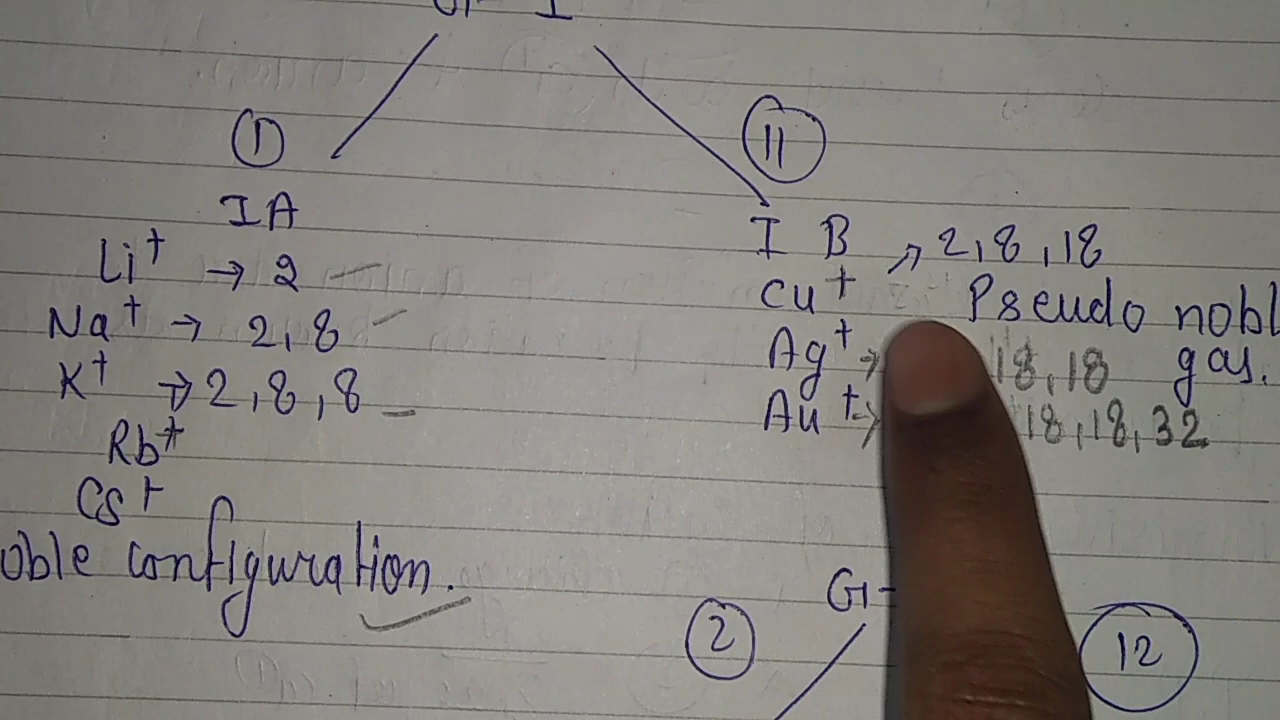 I
1
11
IA
I B → 2,8,18
Li⁺ → 2
Cu⁺ Pseudo nobl
Na⁺ → 2,8
Ag⁺ → 18,18 gas.
K⁺ → 2,8,8
Au⁺ → 18,18,32
Rb⁺
Cs⁺
oble configuration.
G1-
2
12